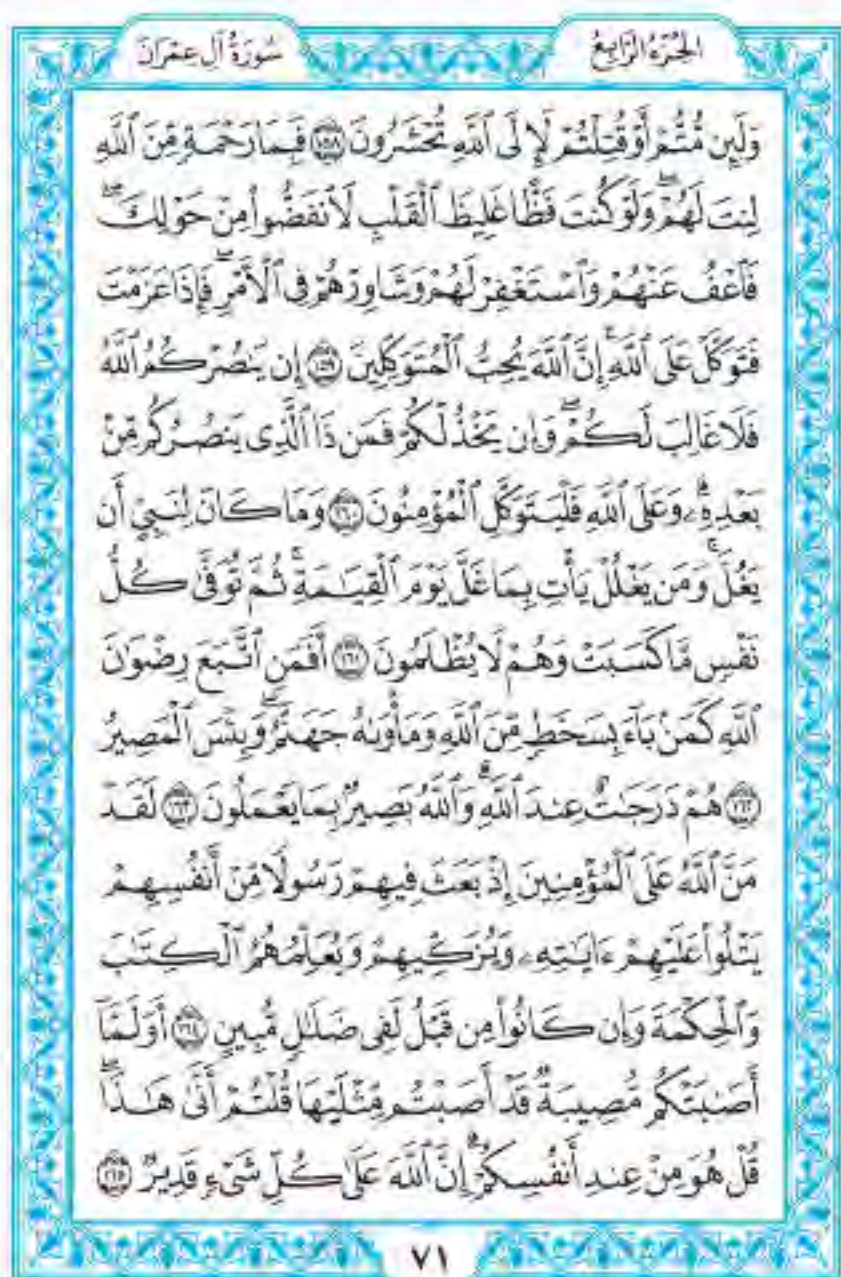 الجزء الرابع
سورة آل عمران
وَلَئِن مُّتُّمْ أَوْ قُتِلْتُمْ لَإِلَى ٱللَّهِ تُحْشَرُونَ ١٥٨ فَبِمَا رَحْمَةٍ مِّنَ ٱللَّهِ
لِنتَ لَهُمْ ۖ وَلَوْ كُنتَ فَظًّا غَلِيظَ ٱلْقَلْبِ لَٱنفَضُّوا۟ مِنْ حَوْلِكَ ۖ
فَٱعْفُ عَنْهُمْ وَٱسْتَغْفِرْ لَهُمْ وَشَاوِرْهُمْ فِى ٱلْأَمْرِ ۖ فَإِذَا عَزَمْتَ
فَتَوَكَّلْ عَلَى ٱللَّهِ ۚ إِنَّ ٱللَّهَ يُحِبُّ ٱلْمُتَوَكِّلِينَ ١٥٩ إِن يَنصُرْكُمُ ٱللَّهُ
فَلَا غَالِبَ لَكُمْ ۖ وَإِن يَخْذُلْكُمْ فَمَن ذَا ٱلَّذِى يَنصُرُكُم مِّنۢ
بَعْدِهِۦ ۗ وَعَلَى ٱللَّهِ فَلْيَتَوَكَّلِ ٱلْمُؤْمِنُونَ ١٦٠ وَمَا كَانَ لِنَبِىٍّ أَن
يَغُلَّ ۚ وَمَن يَغْلُلْ يَأْتِ بِمَا غَلَّ يَوْمَ ٱلْقِيَـٰمَةِ ۚ ثُمَّ تُوَفَّىٰ كُلُّ
نَفْسٍ مَّا كَسَبَتْ وَهُمْ لَا يُظْلَمُونَ ١٦١ أَفَمَنِ ٱتَّبَعَ رِضْوَٰنَ
ٱللَّهِ كَمَنۢ بَآءَ بِسَخَطٍ مِّنَ ٱللَّهِ وَمَأْوَىٰهُ جَهَنَّمُ ۚ وَبِئْسَ ٱلْمَصِيرُ
١٦٢ هُمْ دَرَجَـٰتٌ عِندَ ٱللَّهِ ۗ وَٱللَّهُ بَصِيرٌۢ بِمَا يَعْمَلُونَ ١٦٣ لَقَدْ
مَنَّ ٱللَّهُ عَلَى ٱلْمُؤْمِنِينَ إِذْ بَعَثَ فِيهِمْ رَسُولًا مِّنْ أَنفُسِهِمْ
يَتْلُوا۟ عَلَيْهِمْ ءَايَـٰتِهِۦ وَيُزَكِّيهِمْ وَيُعَلِّمُهُمُ ٱلْكِتَـٰبَ
وَٱلْحِكْمَةَ وَإِن كَانُوا۟ مِن قَبْلُ لَفِى ضَلَـٰلٍ مُّبِينٍ ١٦٤ أَوَلَمَّآ
أَصَـٰبَتْكُم مُّصِيبَةٌ قَدْ أَصَبْتُم مِّثْلَيْهَا قُلْتُمْ أَنَّىٰ هَـٰذَا ۖ
قُلْ هُوَ مِنْ عِندِ أَنفُسِكُمْ ۗ إِنَّ ٱللَّهَ عَلَىٰ كُلِّ شَىْءٍ قَدِيرٌ ١٦٥
٧١